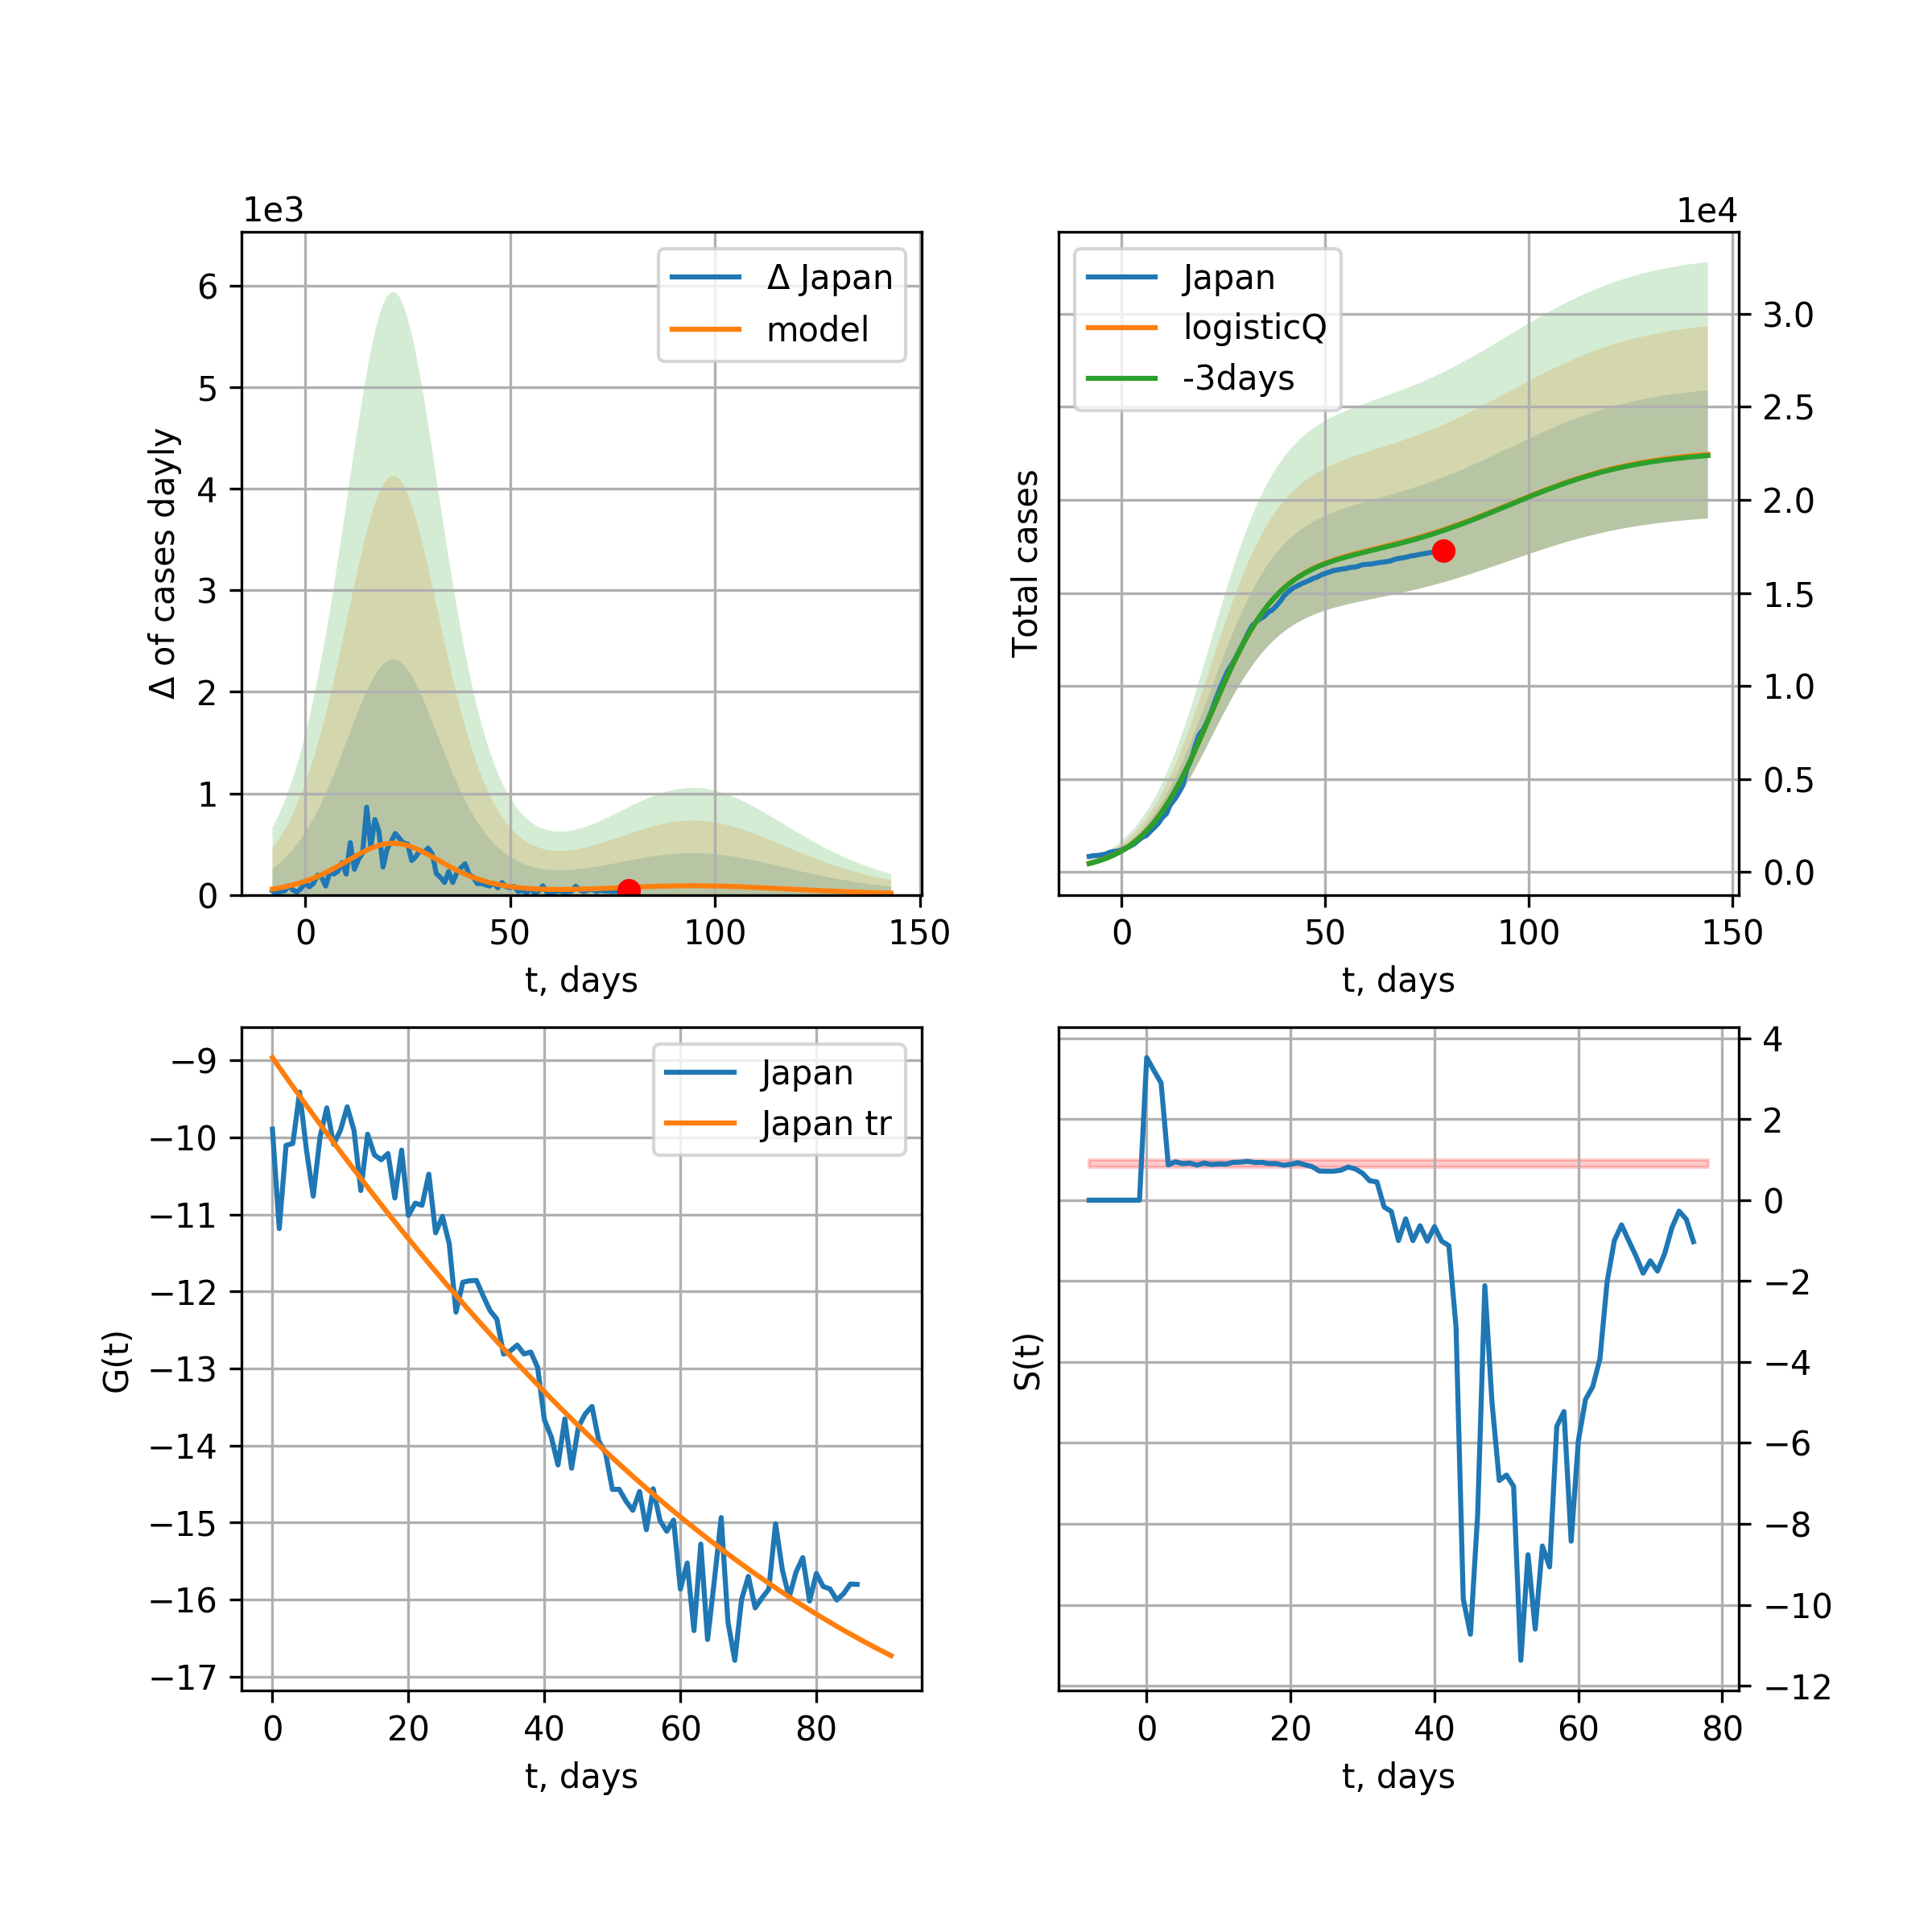 1e3
6
5
4
3
2
1
0
Δ of cases dayly
Δ Japan
model
0 50 100 150
t, days
1e4
Japan
logisticQ
-3days
Total cases
3.0
2.5
2.0
1.5
1.0
0.5
0.0
0 50 100 150
t, days
−9
−10
−11
−12
−13
−14
−15
−16
−17
G(t)
Japan
Japan tr
0 20 40 60 80
t, days
S(t)
4
2
0
−2
−4
−6
−8
−10
−12
0 20 40 60 80
t, days